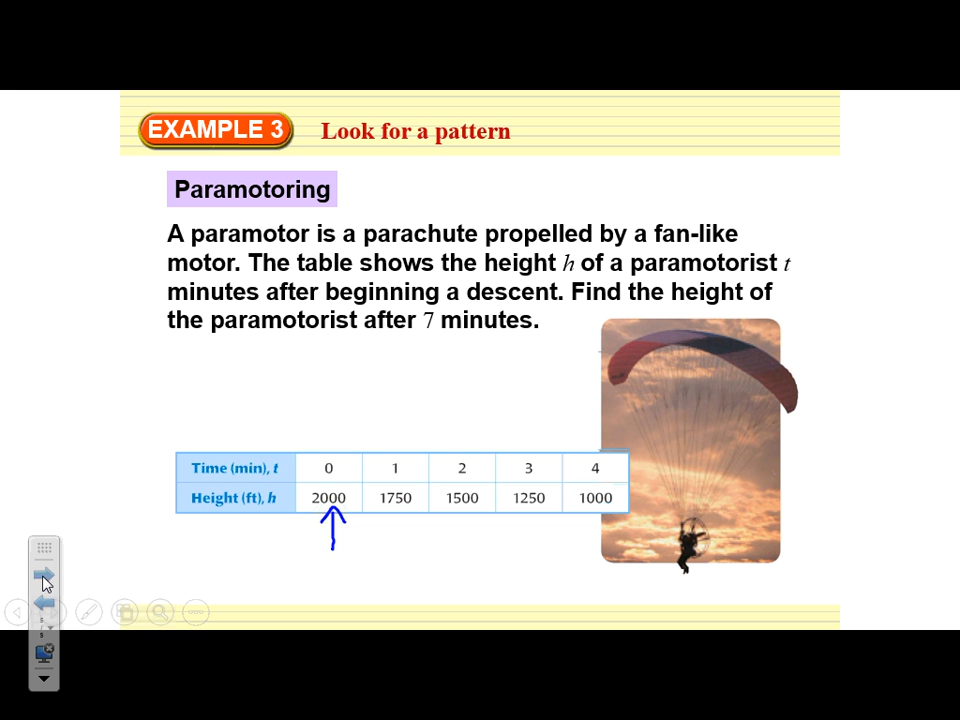 EXAMPLE 3 Look for a pattern
Paramotoring
A paramotor is a parachute propelled by a fan-like
motor. The table shows the height h of a paramotorist t
minutes after beginning a descent. Find the height of
the paramotorist after 7 minutes.
Time (min), t 0 1 2 3 4
Height (ft), h 2000 1750 1500 1250 1000